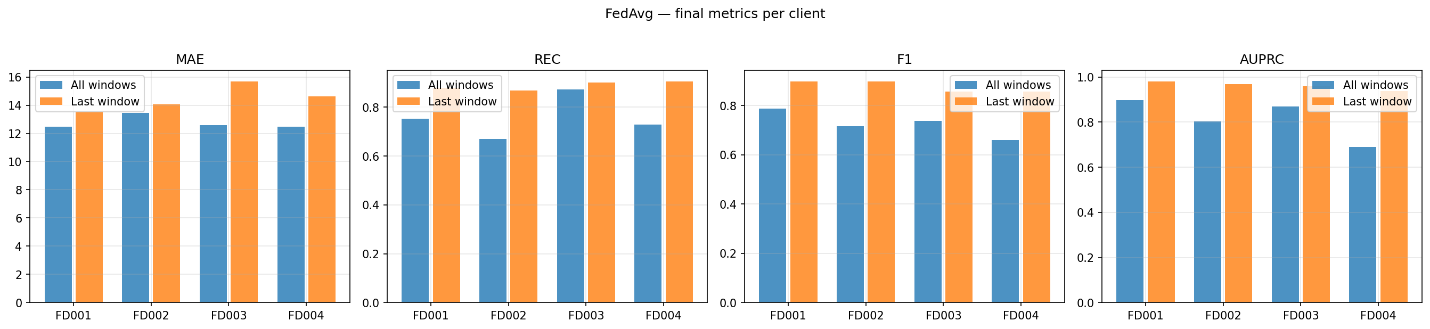 FedAvg — final metrics per client
MAE
16
14
12
10
8
6
4
2
0
All windows
Last window
FD001 FD002 FD003 FD004
REC
0.8
0.6
0.4
0.2
0.0
All windows
Last window
FD001 FD002 FD003 FD004
F1
0.8
0.6
0.4
0.2
0.0
All windows
Last window
FD001 FD002 FD003 FD004
AUPRC
1.0
0.8
0.6
0.4
0.2
0.0
All windows
Last window
FD001 FD002 FD003 FD004